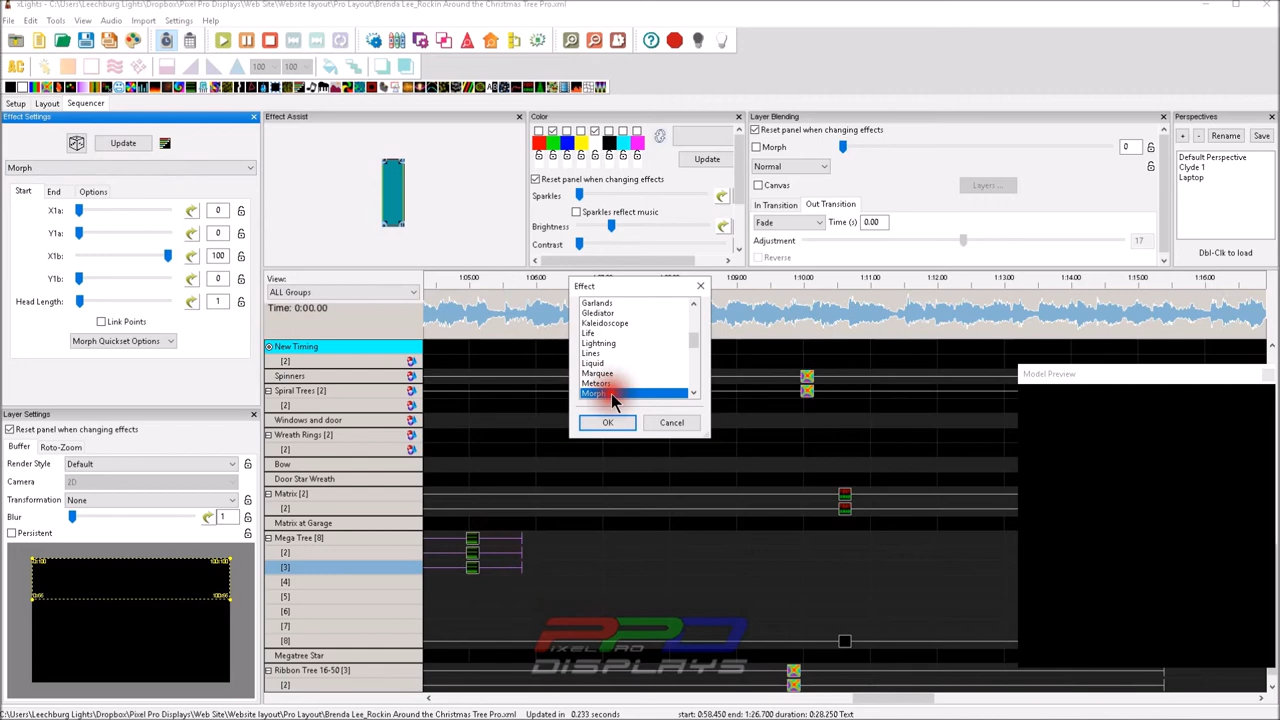 xLights - C:\Users\Leechburg Lights\Dropbox\Pixel Pro Displays\Web Site\Website layout\Pro Layout\Brenda Lee_Rockin Around the Christmas Tree Pro.xml
File Edit Tools View Audio Import Settings Help
AC 100 100
Setup Layout Sequencer
Effect Settings
Update
Morph
Start End Options
X1a: 0
Y1a: 0
X1b: 100
Y1b: 0
Head Length: 1
Link Points
Morph Quickset Options
Layer Settings
Reset panel when changing effects
Buffer Roto-Zoom
Render Style Default
Camera 2D
Transformation None
Blur 1
Persistent
Effect Assist
Color
Update
Reset panel when changing effects
Sparkles
Sparkles reflect music
Brightness
Contrast
Layer Blending
Reset panel when changing effects
Morph 0
Normal
Canvas Layers ...
In Transition Out Transition
Fade Time (s) 0.00
Adjustment 17
Reverse
Perspectives
+ - Rename Save
Default Perspective
Clyde 1
Laptop
Dbl-Clk to load
View:
ALL Groups
Time: 0:00.00
1:05.00 1:06.00 1:09.00 1:10.00 1:11.00 1:12.00 1:13.00 1:14.00 1:15.00 1:16.00
New Timing
[2]
Spinners
Spiral Trees [2]
[2]
Windows and door
Wreath Rings [2]
[2]
Bow
Door Star Wreath
Matrix [2]
[2]
Matrix at Garage
Mega Tree [8]
[2]
[3]
[4]
[5]
[6]
[7]
[8]
Megatree Star
Ribbon Tree 16-50 [3]
[2]
Effect
Garlands
Glediator
Kaleidoscope
Life
Lightning
Lines
Liquid
Marquee
Meteors
Morph
OK Cancel
Model Preview
PPD
PIXEL PRO
DISPLAYS
C:\Users\Leechburg Lights\Dropbox\Pixel Pro Displays\Web Site\Website layout\Pro Layout\Brenda Lee_Rockin Around the Christmas Tree Pro.xml Updated in 0.233 seconds start: 0:58.450 end: 1:26.700 duration: 0:28.250 Text